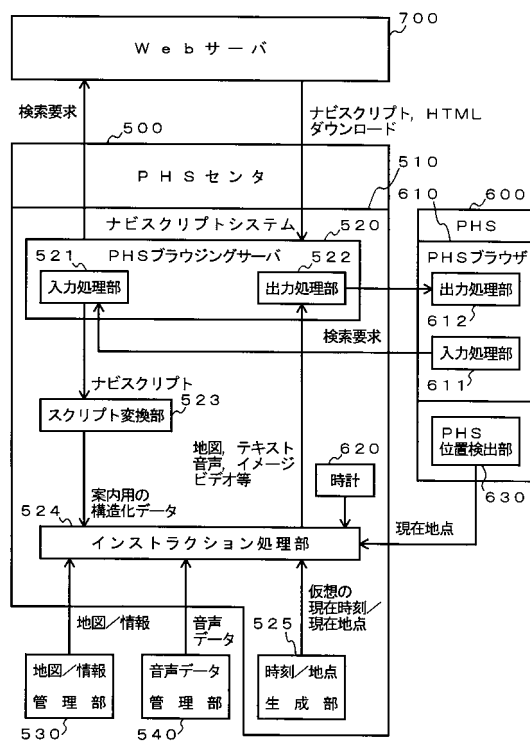 700
Ｗｅｂサーバ
検索要求
500
ナビスクリプト，ＨＴＭＬ
ダウンロード
510
ＰＨＳセンタ
610
600
ナビスクリプトシステム
520
ＰＨＳ
521
ＰＨＳブラウジングサーバ
522
ＰＨＳブラウザ
入力処理部
出力処理部
出力処理部
612
検索要求
入力処理部
611
ナビスクリプト
スクリプト変換部
523
地図，テキスト
音声，イメージ
ビデオ等
620
時計
ＰＨＳ
位置検出部
630
案内用の
構造化データ
524
現在地点
インストラクション処理部
地図／情報
音声
データ
仮想の
現在時刻／
現在地点
525
地図／情報
管理部
音声データ
管理部
時刻／地点
生成部
530
540